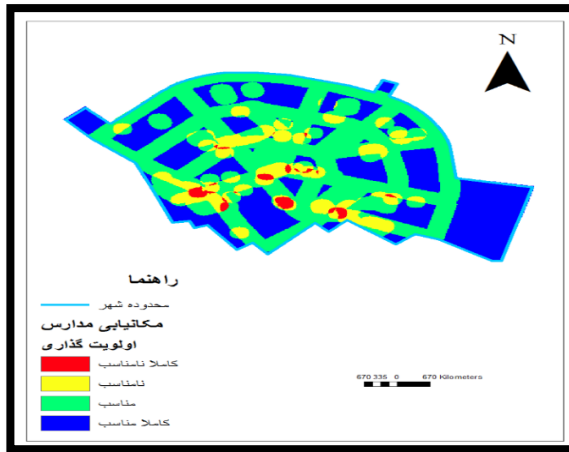 N
راهنما
محدوده شهر
مکانیابی مدارس
اولویت گذاری
کاملا نامناسب
نامناسب
مناسب
کاملا مناسب
670 335 0 670 Kilometers